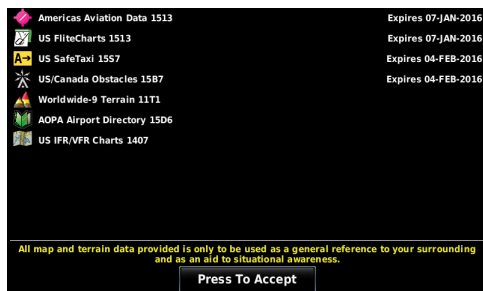 Americas Aviation Data 1513 Expires 07-JAN-2016
US FliteCharts 1513 Expires 07-JAN-2016
A→ US SafeTaxi 15S7 Expires 04-FEB-2016
US/Canada Obstacles 15B7 Expires 04-FEB-2016
Worldwide-9 Terrain 11T1
AOPA Airport Directory 15D6
US IFR/VFR Charts 1407
All map and terrain data provided is only to be used as a general reference to your surrounding
and as an aid to situational awareness.
Press To Accept